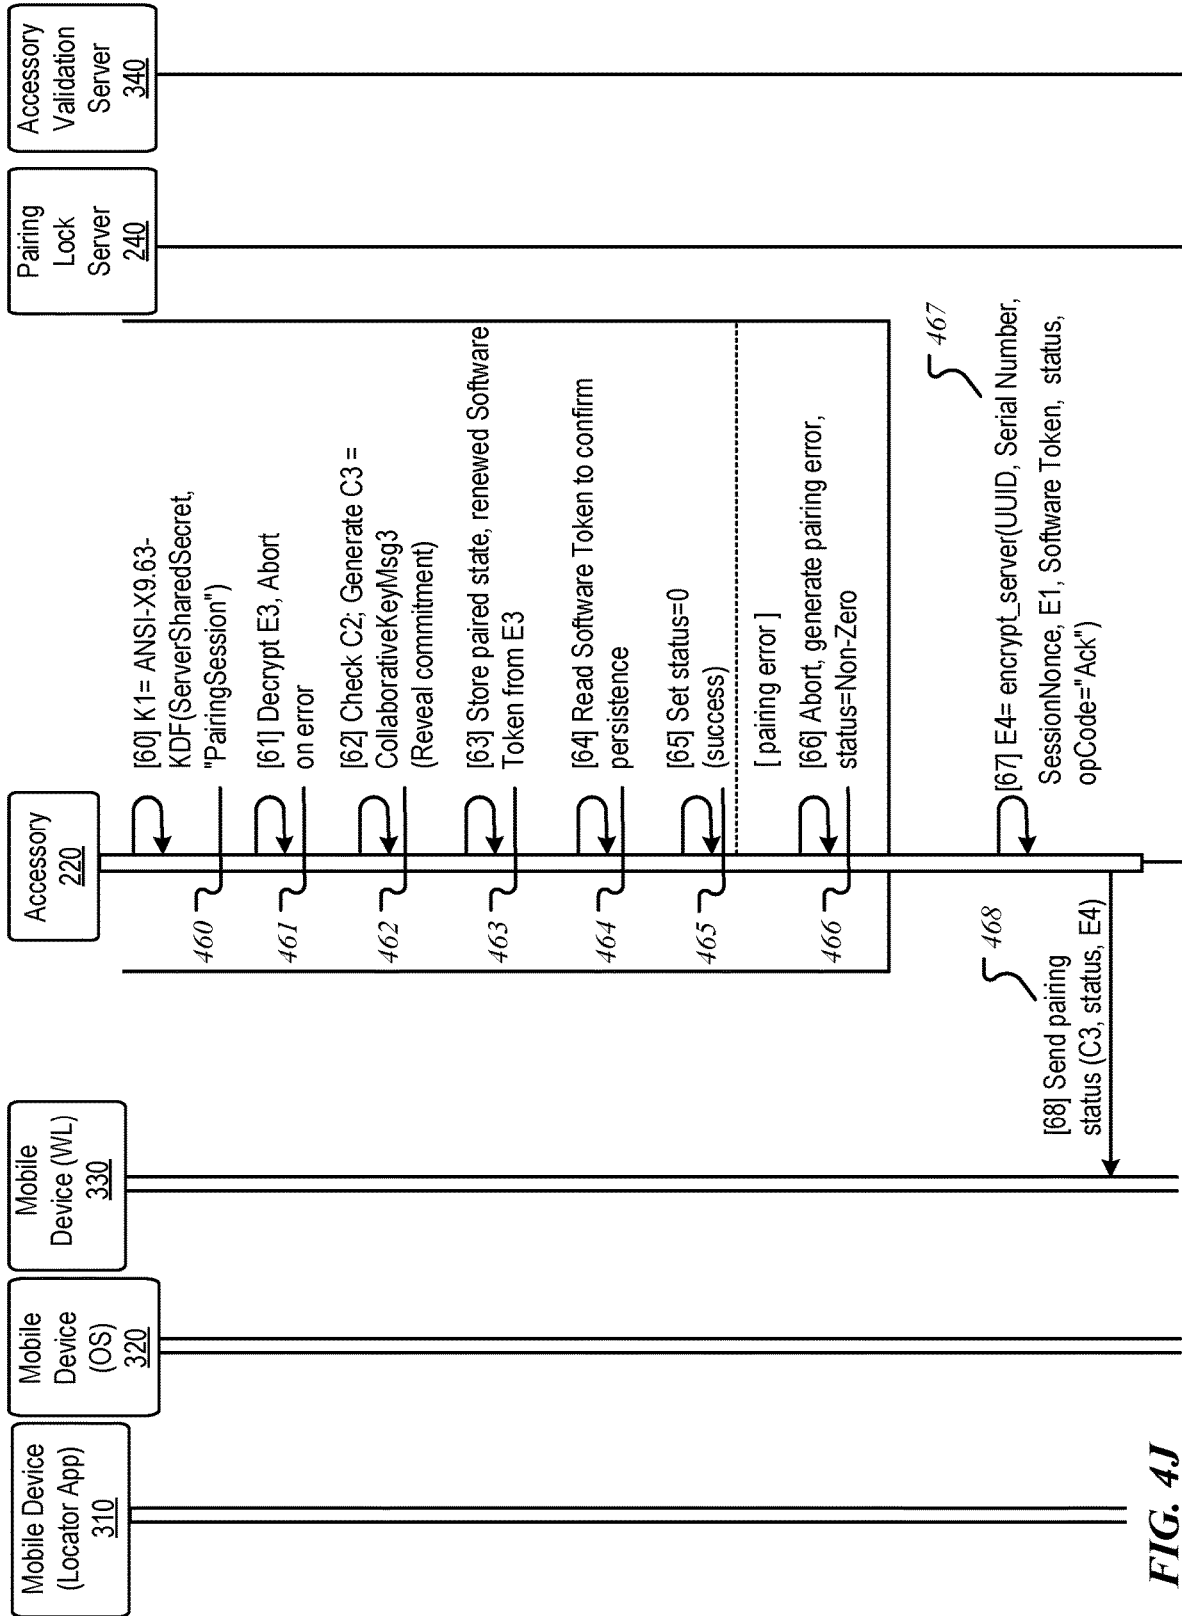 Mobile Device
(Locator App)
310
Mobile
Device
(OS)
320
Mobile
Device (WL)
330
Accessory
220
Pairing
Lock
Server
240
Accessory
Validation
Server
340
[60] K1= ANSI-X9.63-
KDF(ServerSharedSecret,
"PairingSession")
460
[61] Decrypt E3, Abort
on error
461
[62] Check C2; Generate C3 =
CollaborativeKeyMsg3
(Reveal commitment)
462
[63] Store paired state, renewed Software
Token from E3
463
[64] Read Software Token to confirm
persistence
464
[65] Set status=0
(success)
465
[ pairing error ]
[66] Abort, generate pairing error,
status=Non-Zero
466
[67] E4= encrypt_server(UUID, Serial Number,
SessionNonce, E1, Software Token, status,
opCode="Ack")
467
468
[68] Send pairing
status (C3, status, E4)
FIG. 4J